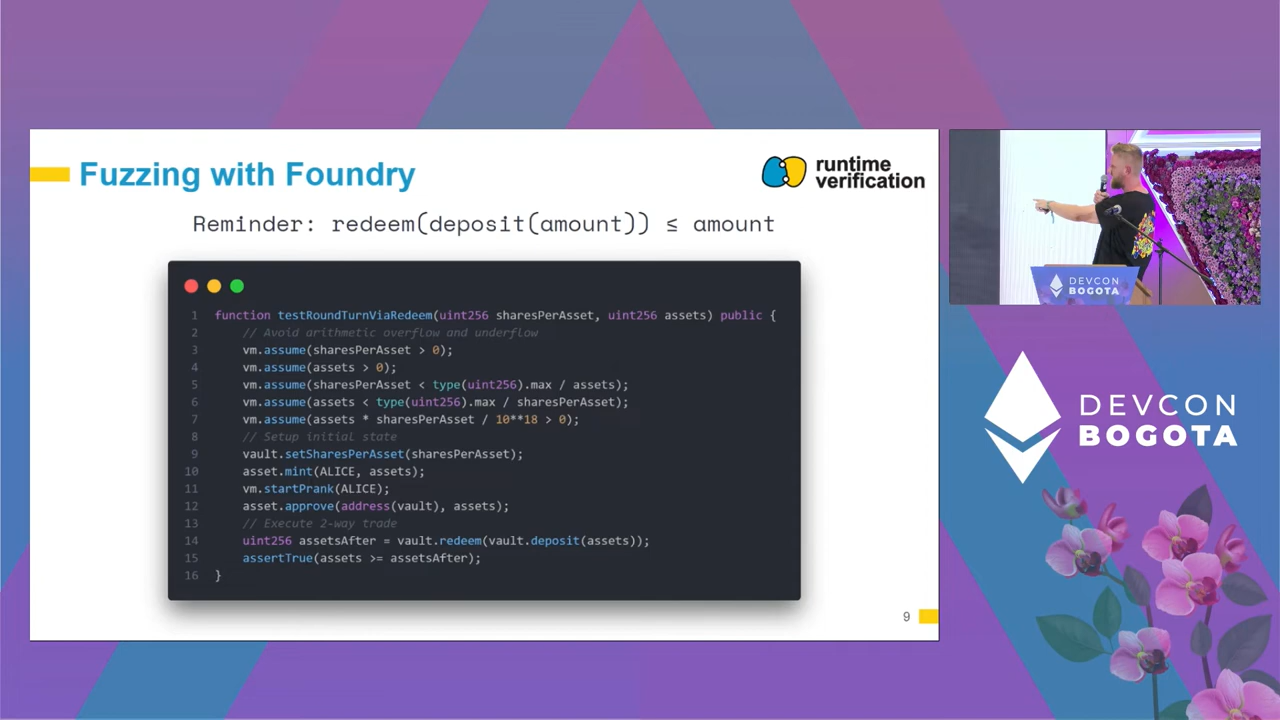 Fuzzing with Foundry
runtime
verification
Reminder: redeem(deposit(amount)) ≤ amount
1 function testRoundTurnViaRedeem(uint256 sharesPerAsset, uint256 assets) public {
2 // Avoid arithmetic overflow and underflow
3 vm.assume(sharesPerAsset > 0);
4 vm.assume(assets > 0);
5 vm.assume(sharesPerAsset < type(uint256).max / assets);
6 vm.assume(assets < type(uint256).max / sharesPerAsset);
7 vm.assume(assets * sharesPerAsset / 10**18 > 0);
8 // Setup initial state
9 vault.setSharesPerAsset(sharesPerAsset);
10 asset.mint(ALICE, assets);
11 vm.startPrank(ALICE);
12 asset.approve(address(vault), assets);
13 // Execute 2-way trade
14 uint256 assetsAfter = vault.redeem(vault.deposit(assets));
15 assertTrue(assets >= assetsAfter);
16 }
9
DEVCON
BOGOTA
DEVCON
BOGOTA